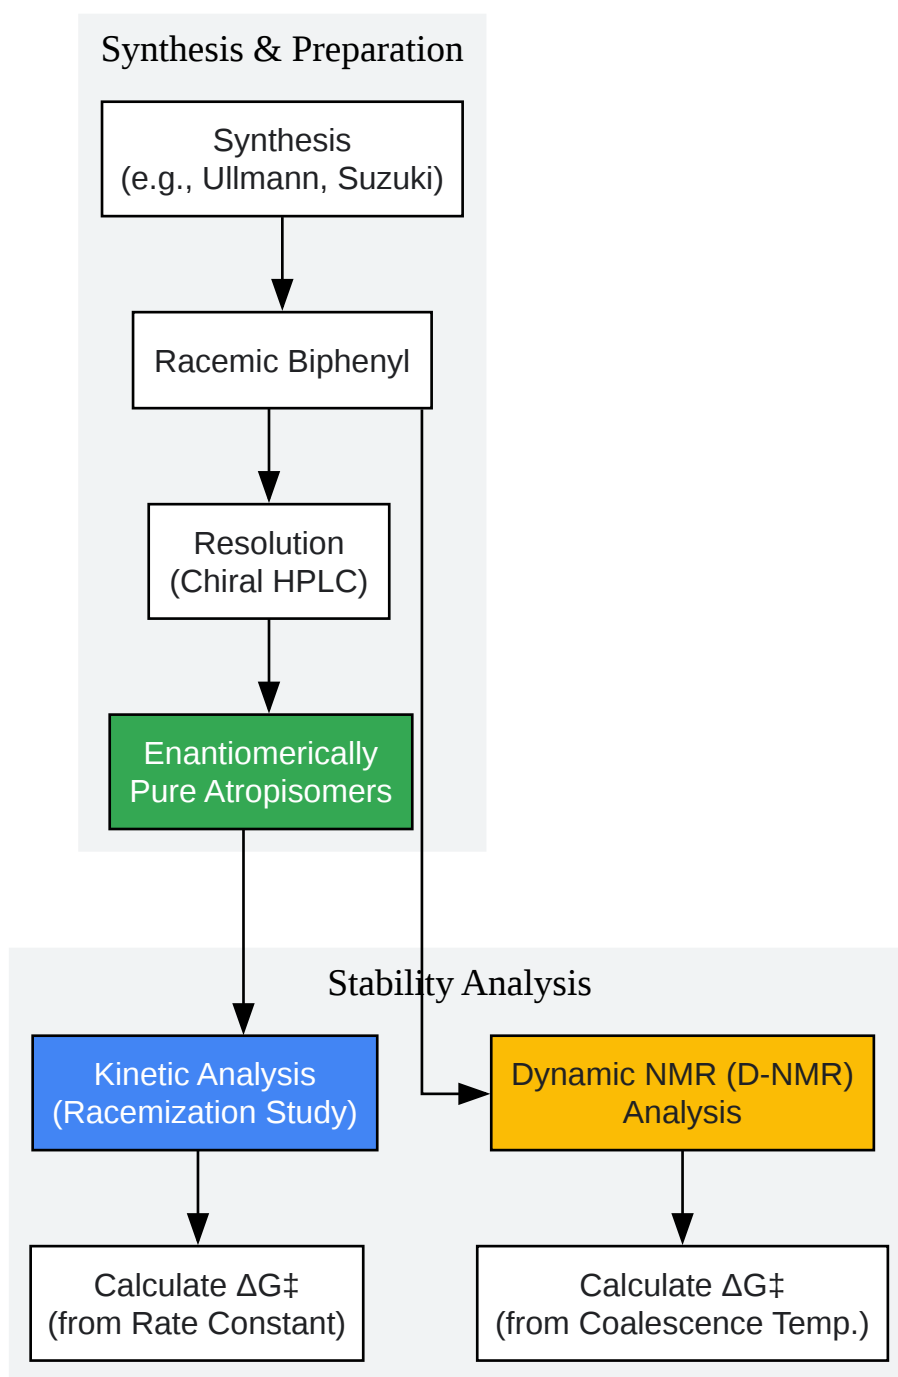 Synthesis & Preparation
Synthesis
(e.g., Ullmann, Suzuki)
Racemic Biphenyl
Resolution
(Chiral HPLC)
Enantiomerically
Pure Atropisomers
Stability Analysis
Kinetic Analysis
(Racemization Study)
Dynamic NMR (D-NMR)
Analysis
Calculate ΔG‡
(from Rate Constant)
Calculate ΔG‡
(from Coalescence Temp.)